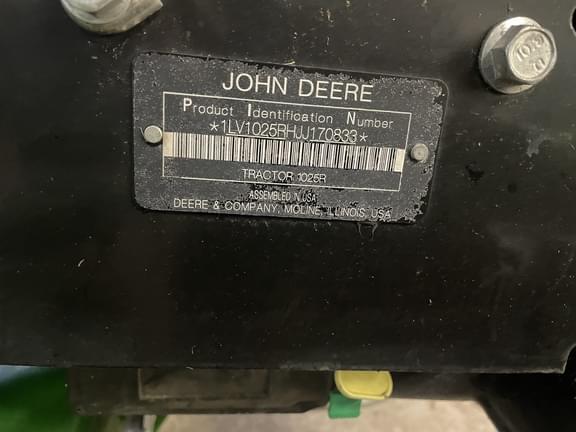 JOHN DEERE
Product Identification Number
*1LV1025RHJJ170833*
TRACTOR 1025R
ASSEMBLED IN USA
DEERE & COMPANY, MOLINE, ILLINOIS, USA